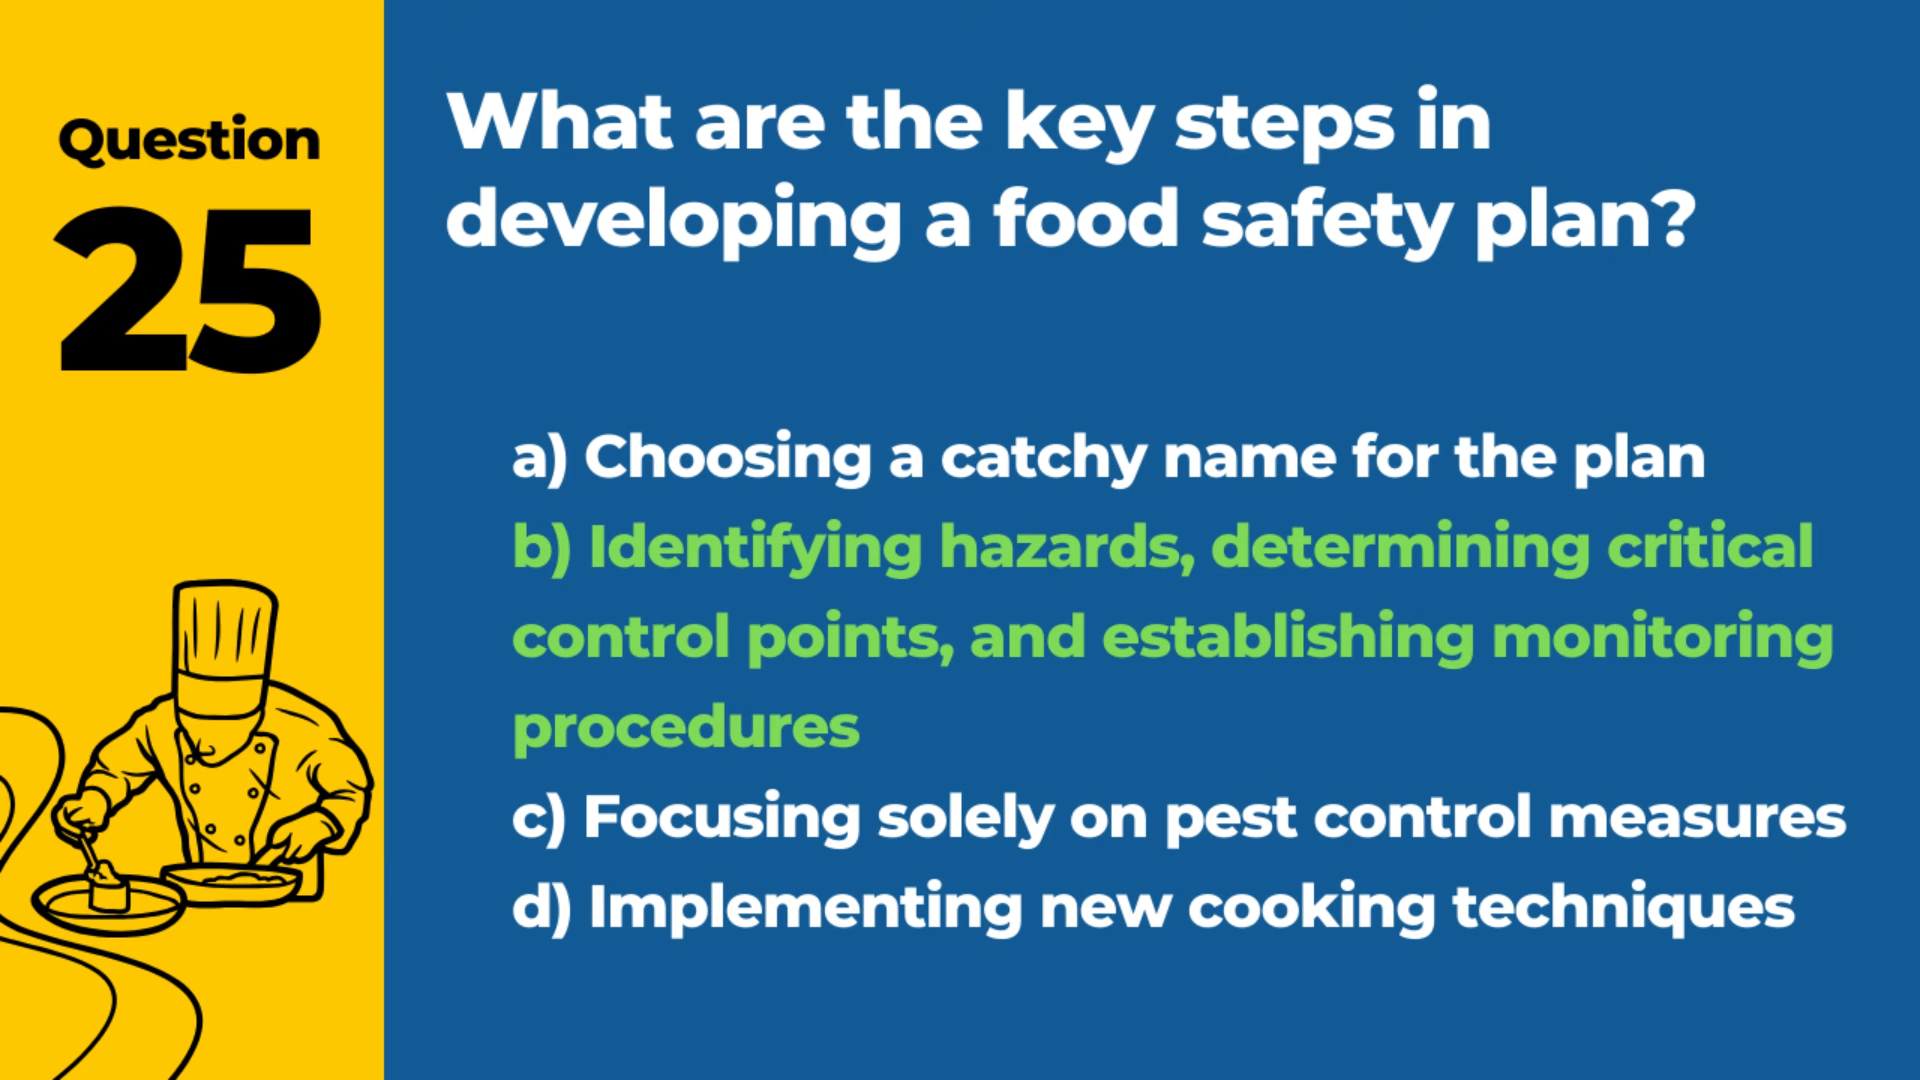 Question
25
What are the key steps in
developing a food safety plan?
a) Choosing a catchy name for the plan
b) Identifying hazards, determining critical
control points, and establishing monitoring
procedures
c) Focusing solely on pest control measures
d) Implementing new cooking techniques